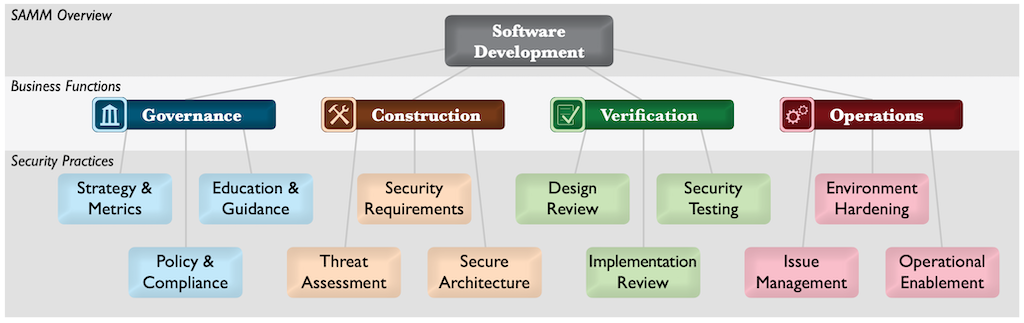 SAMM Overview
Software
Development
Business Functions
Governance
Construction
Verification
Operations
Security Practices
Strategy &
Metrics
Education &
Guidance
Security
Requirements
Design
Review
Security
Testing
Environment
Hardening
Policy &
Compliance
Threat
Assessment
Secure
Architecture
Implementation
Review
Issue
Management
Operational
Enablement